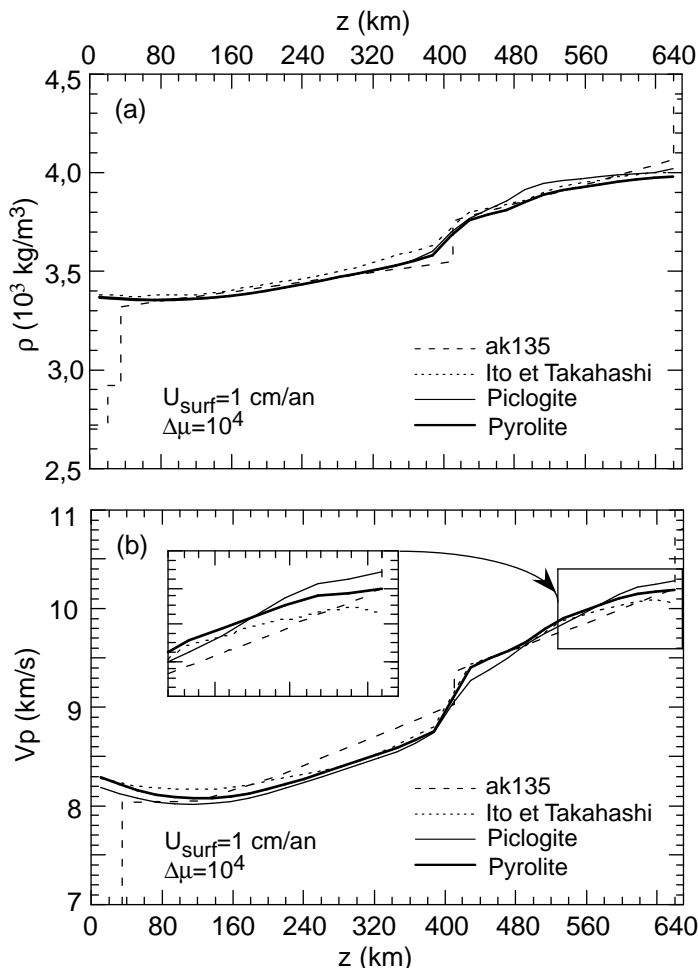 z (km)
0 80 160 240 320 400 480 560 640
4,5
(a)
4,0
ρ (10³ kg/m³)
3,5
3,0
2,5
ak135
Ito et Takahashi
Piclogite
Pyrolite
U_surf=1 cm/an
Δμ=10⁴
11
(b)
10
Vp (km/s)
9
8
7
ak135
Ito et Takahashi
Piclogite
Pyrolite
U_surf=1 cm/an
Δμ=10⁴
0 80 160 240 320 400 480 560 640
z (km)